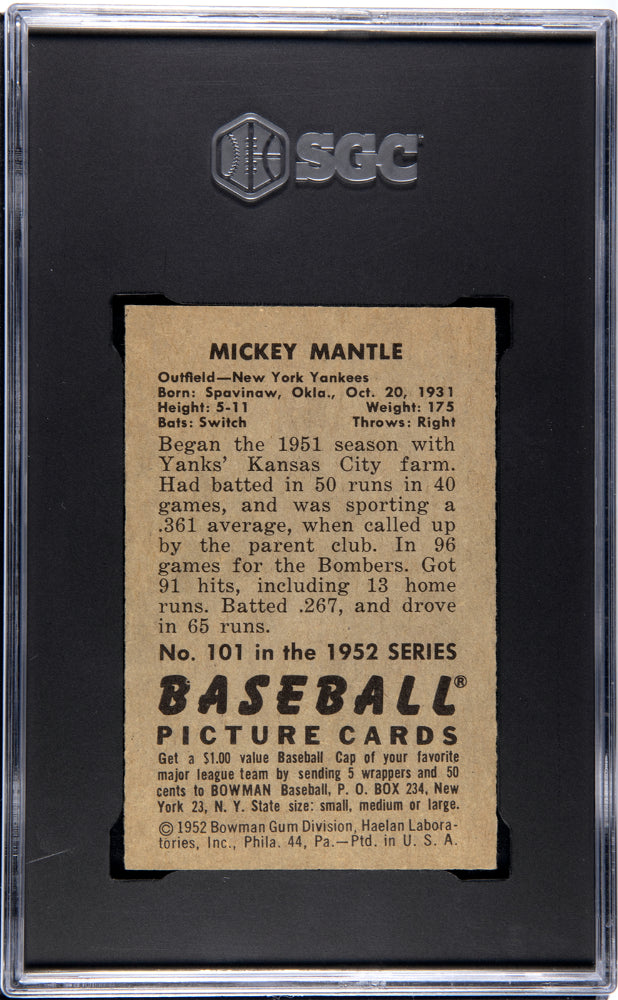 SGC
MICKEY MANTLE
Outfield—New York Yankees
Born: Spavinaw, Okla., Oct. 20, 1931
Height: 5-11 Weight: 175
Bats: Switch Throws: Right
Began the 1951 season with
Yanks' Kansas City farm.
Had batted in 50 runs in 40
games, and was sporting a
.361 average, when called up
by the parent club. In 96
games for the Bombers. Got
91 hits, including 13 home
runs. Batted .267, and drove
in 65 runs.
No. 101 in the 1952 SERIES
BASEBALL®
PICTURE CARDS
Get a $1.00 value Baseball Cap of your favorite
major league team by sending 5 wrappers and 50
cents to BOWMAN Baseball, P. O. BOX 234, New
York 23, N. Y. State size: small, medium or large.
© 1952 Bowman Gum Division, Haelan Labora-
tories, Inc., Phila. 44, Pa.—Ptd. in U. S. A.